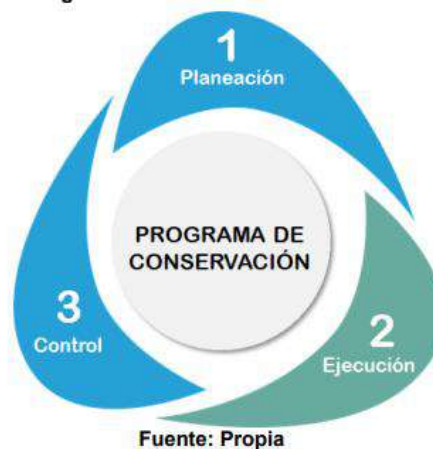 1
Planeación
PROGRAMA DE
CONSERVACIÓN
2
Ejecución
3
Control
Fuente: Propia